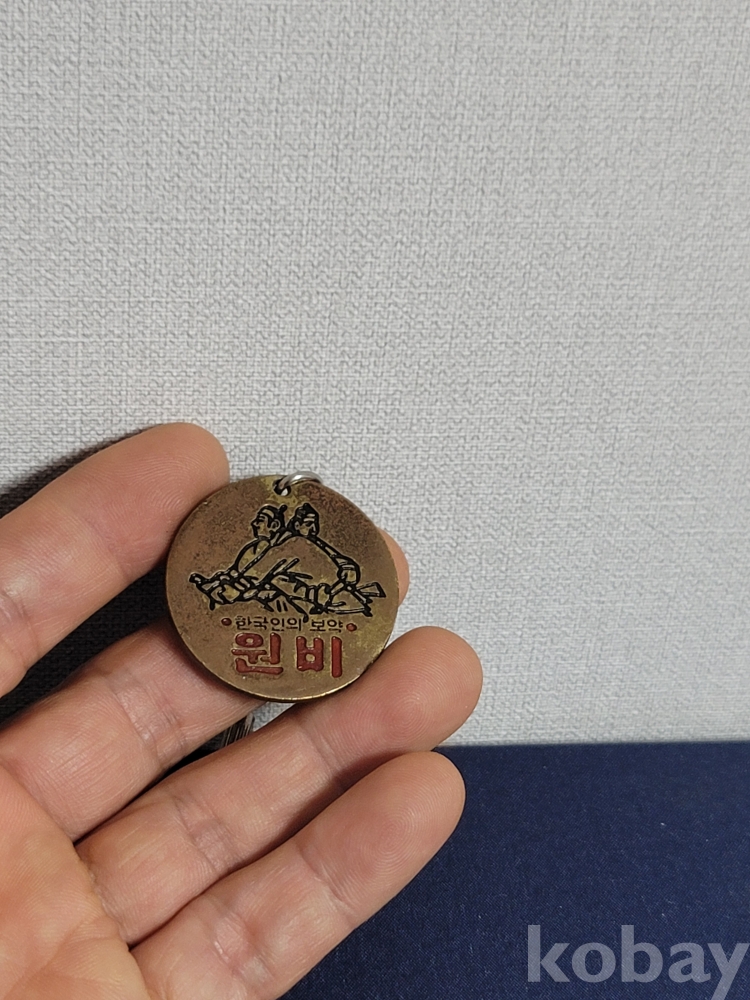 • 한국인의 보약 •
원비
kobay